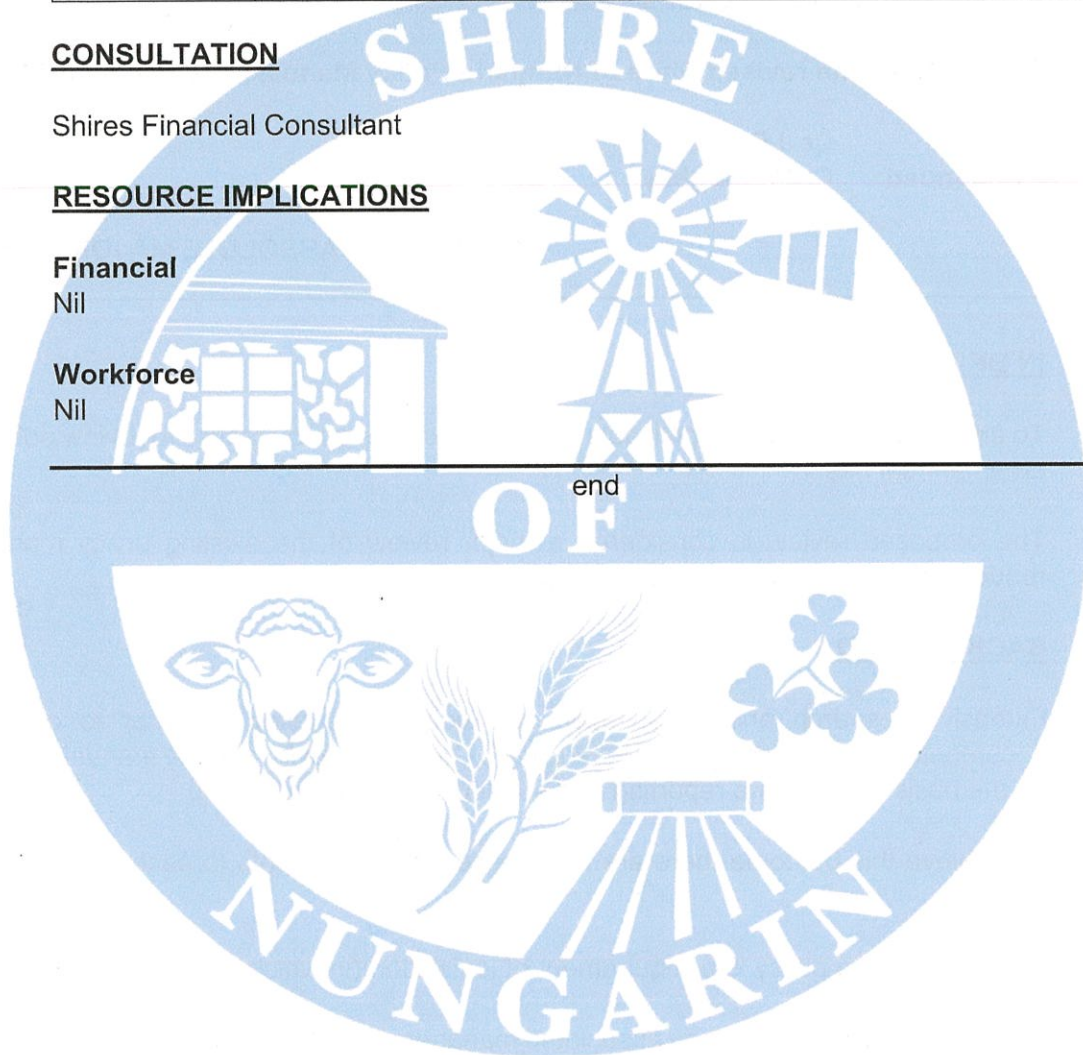 SHIRE
CONSULTATION
Shires Financial Consultant
RESOURCE IMPLICATIONS
Financial
Nil
Workforce
Nil
end
OF
NUNGARIN